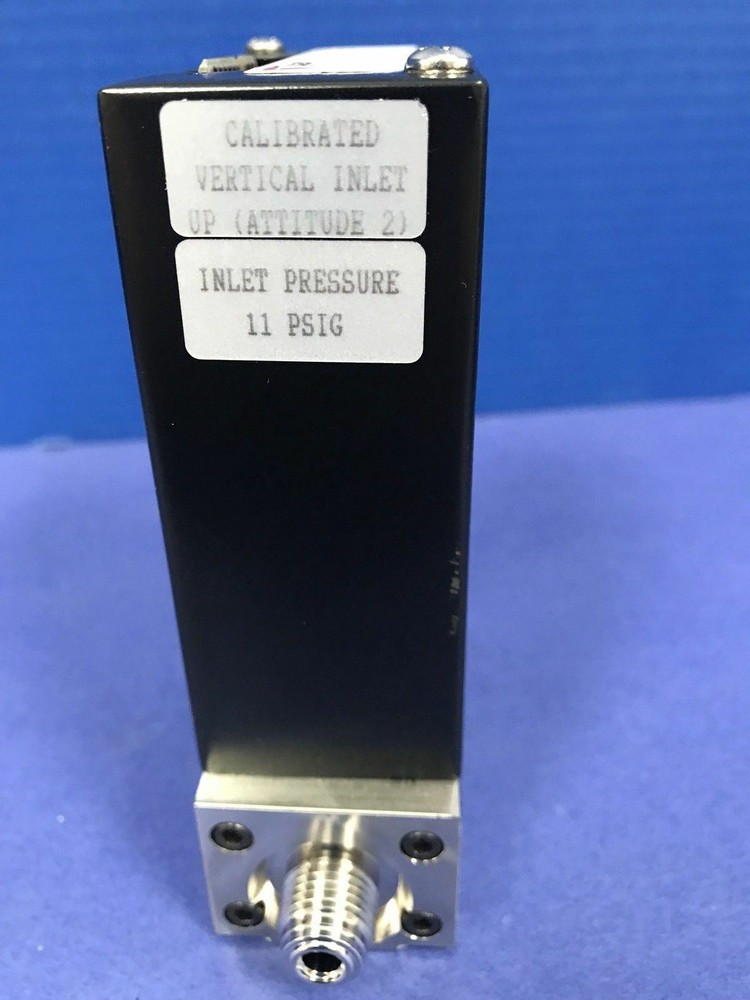 CALIBRATED
VERTICAL INLET
UP (ATTITUDE 2)
INLET PRESSURE
11 PSIG